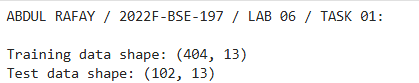 ABDUL RAFAY / 2022F-BSE-197 / LAB 06 / TASK 01:
Training data shape: (404, 13)
Test data shape: (102, 13)